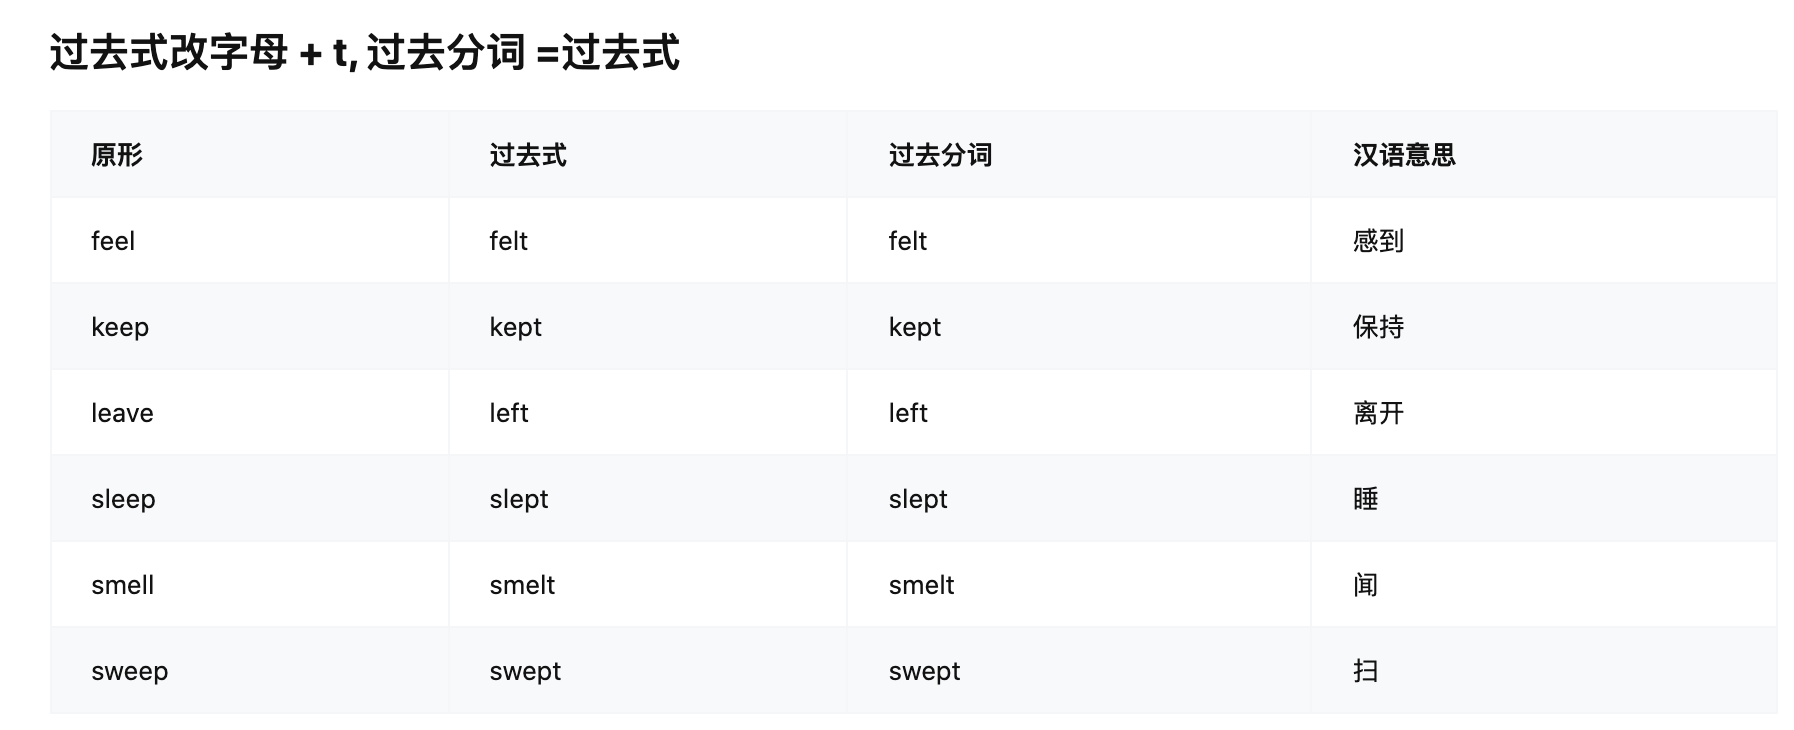 过去式改字母 + t, 过去分词 =过去式
原形 过去式 过去分词 汉语意思
feel felt felt 感到
keep kept kept 保持
leave left left 离开
sleep slept slept 睡
smell smelt smelt 闻
sweep swept swept 扫